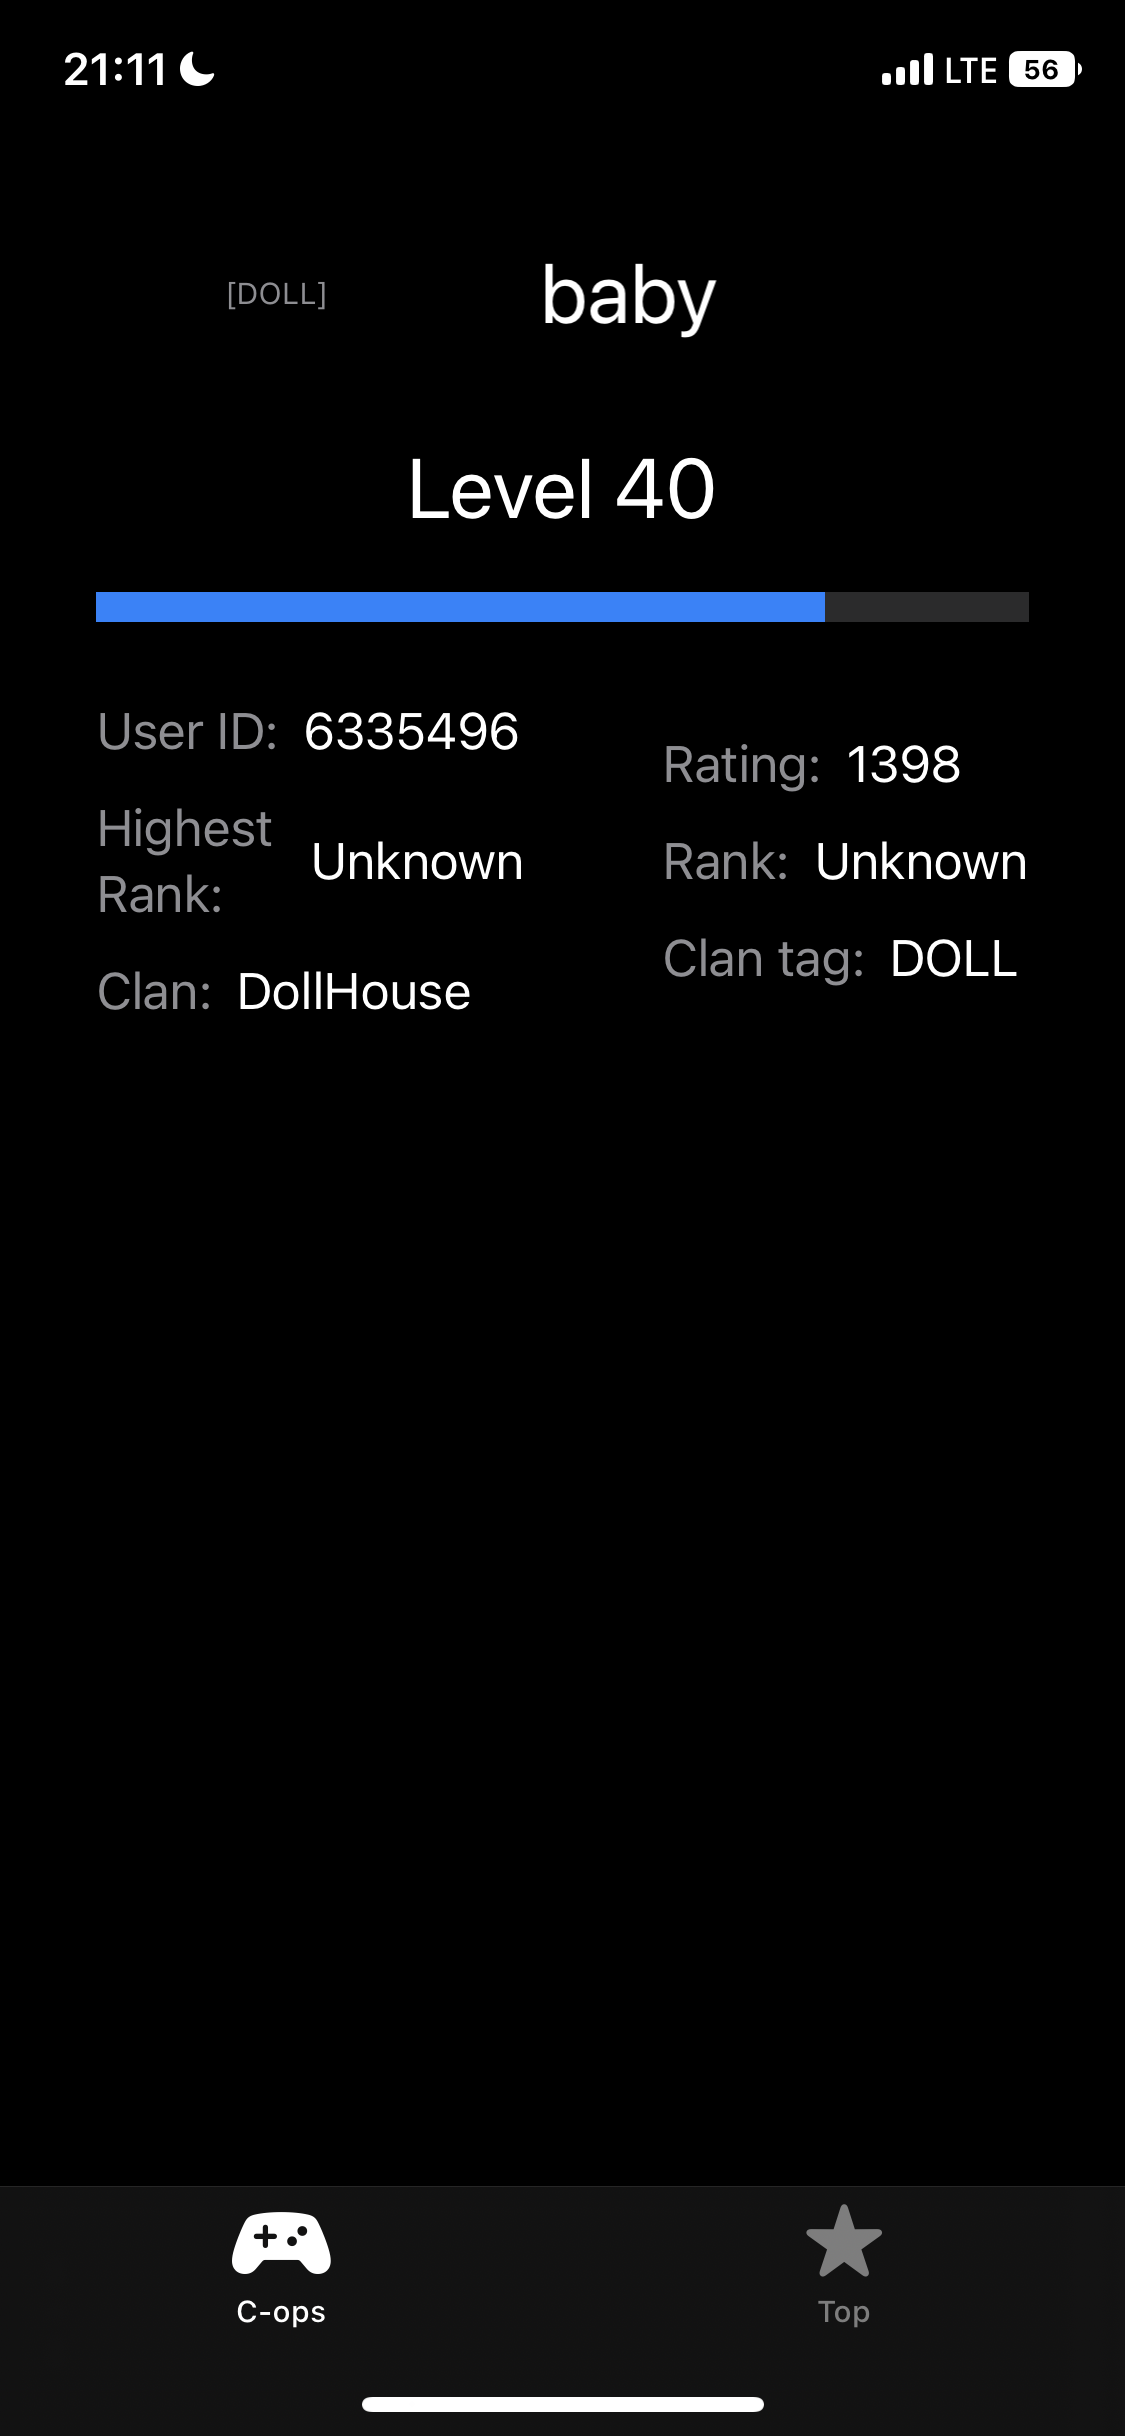 21:11 LTE 56
[DOLL] baby
Level 40
User ID: 6335496
Highest
Rank: Unknown
Clan: DollHouse
Rating: 1398
Rank: Unknown
Clan tag: DOLL
C-ops Top